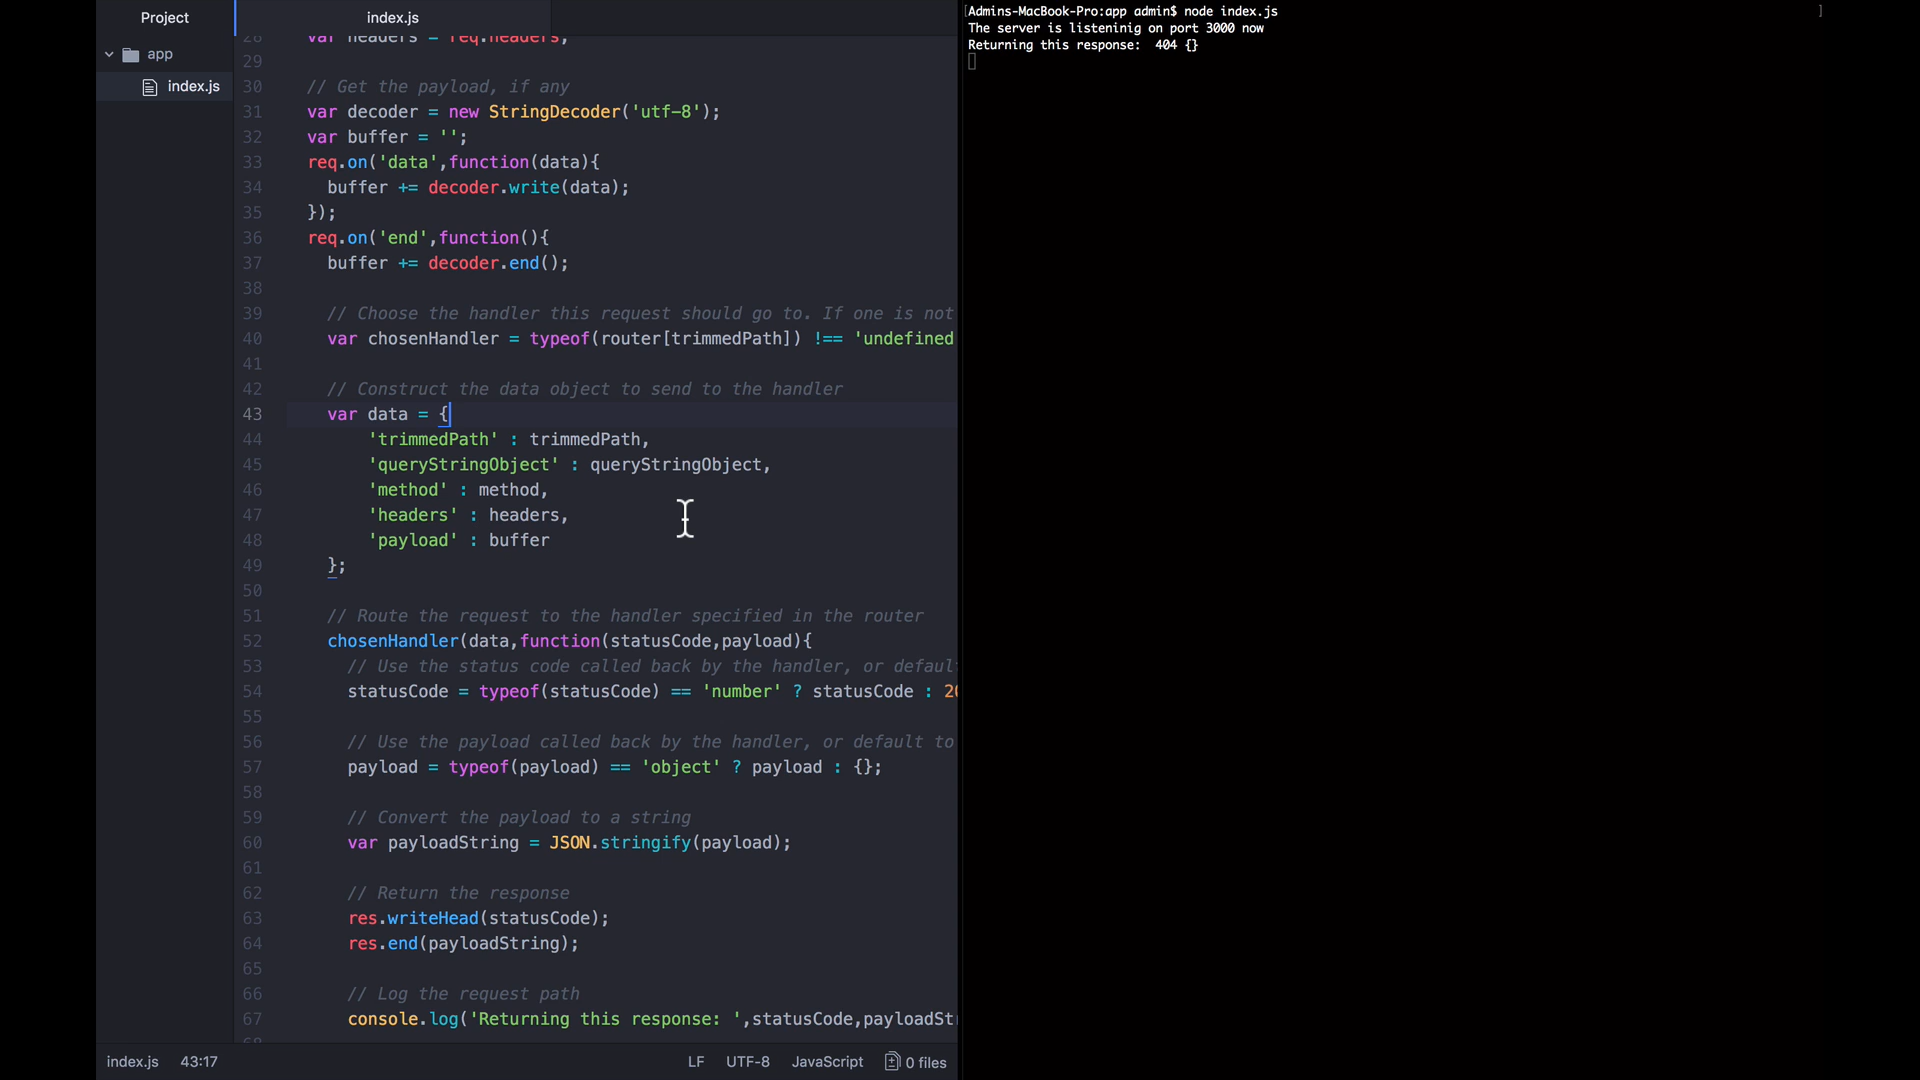 Project
app
index.js
index.js
28 var headers = req.headers;
29
30 // Get the payload, if any
31 var decoder = new StringDecoder('utf-8');
32 var buffer = '';
33 req.on('data',function(data){
34 buffer += decoder.write(data);
35 });
36 req.on('end',function(){
37 buffer += decoder.end();
38
39 // Choose the handler this request should go to. If one is not
40 var chosenHandler = typeof(router[trimmedPath]) !== 'undefined
41
42 // Construct the data object to send to the handler
43 var data = {
44 'trimmedPath' : trimmedPath,
45 'queryStringObject' : queryStringObject,
46 'method' : method,
47 'headers' : headers,
48 'payload' : buffer
49 };
50
51 // Route the request to the handler specified in the router
52 chosenHandler(data,function(statusCode,payload){
53 // Use the status code called back by the handler, or defaul
54 statusCode = typeof(statusCode) == 'number' ? statusCode : 20
55
56 // Use the payload called back by the handler, or default to
57 payload = typeof(payload) == 'object' ? payload : {};
58
59 // Convert the payload to a string
60 var payloadString = JSON.stringify(payload);
61
62 // Return the response
63 res.writeHead(statusCode);
64 res.end(payloadString);
65
66 // Log the request path
67 console.log('Returning this response: ',statusCode,payloadSt
68
index.js 43:17 LF UTF-8 JavaScript 0 files
[Admins-MacBook-Pro:app admin$ node index.js ]
The server is listeninig on port 3000 now
Returning this response:  404 {}